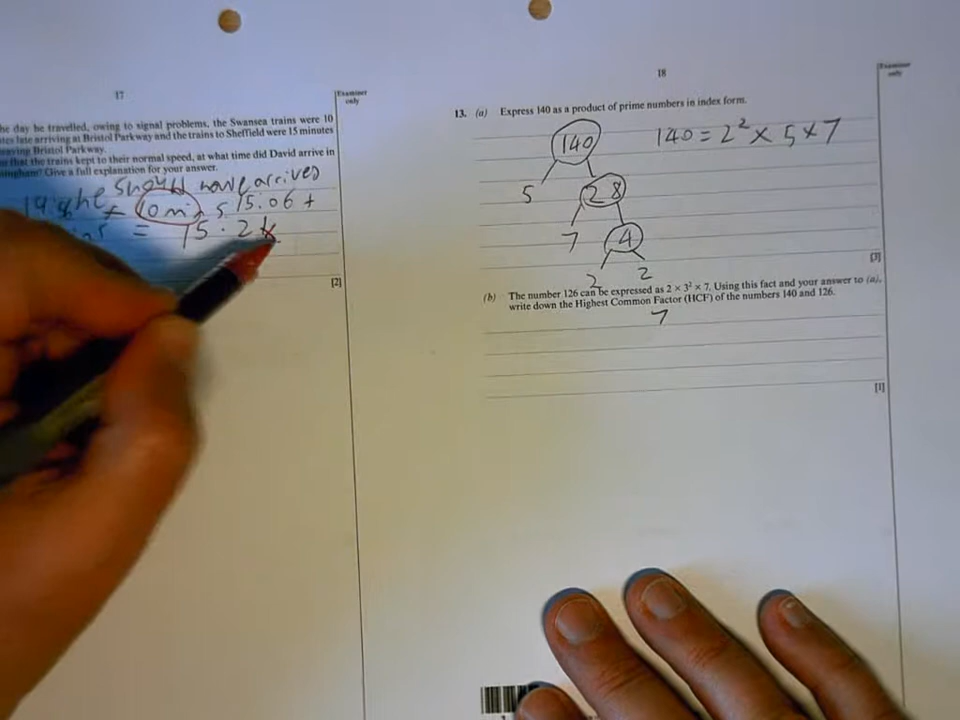 17
Examiner
only
he day he travelled, owing to signal problems, the Swansea trains were 10
tes late arriving at Bristol Parkway and the trains to Sheffield were 15 minutes
eaving Bristol Parkway.
that the trains kept to their normal speed, at what time did David arrive in
ingham? Give a full explanation for your answer.
he should have arrived
+ 10 15.06 +
= 15.2
[2]
18
Examiner
only
13. (a) Express 140 as a product of prime numbers in index form.
140 140 = 2² × 5 × 7
5 28
7 4
2 2
[3]
(b) The number 126 can be expressed as 2 × 3² × 7. Using this fact and your answer to (a),
write down the Highest Common Factor (HCF) of the numbers 140 and 126.
7
[1]